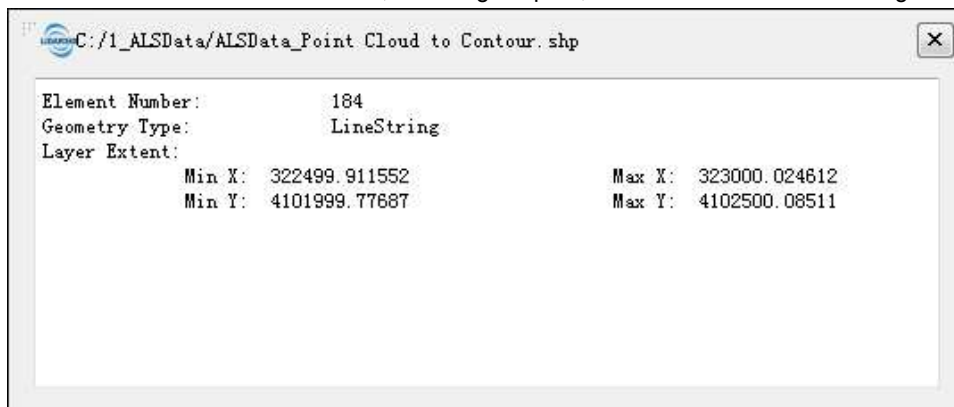 C:/1_ALSData/ALSData_Point Cloud to Contour.shp
Element Number: 184
Geometry Type: LineString
Layer Extent:
Min X: 322499.911552 Max X: 323000.024612
Min Y: 4101999.77687 Max Y: 4102500.08511